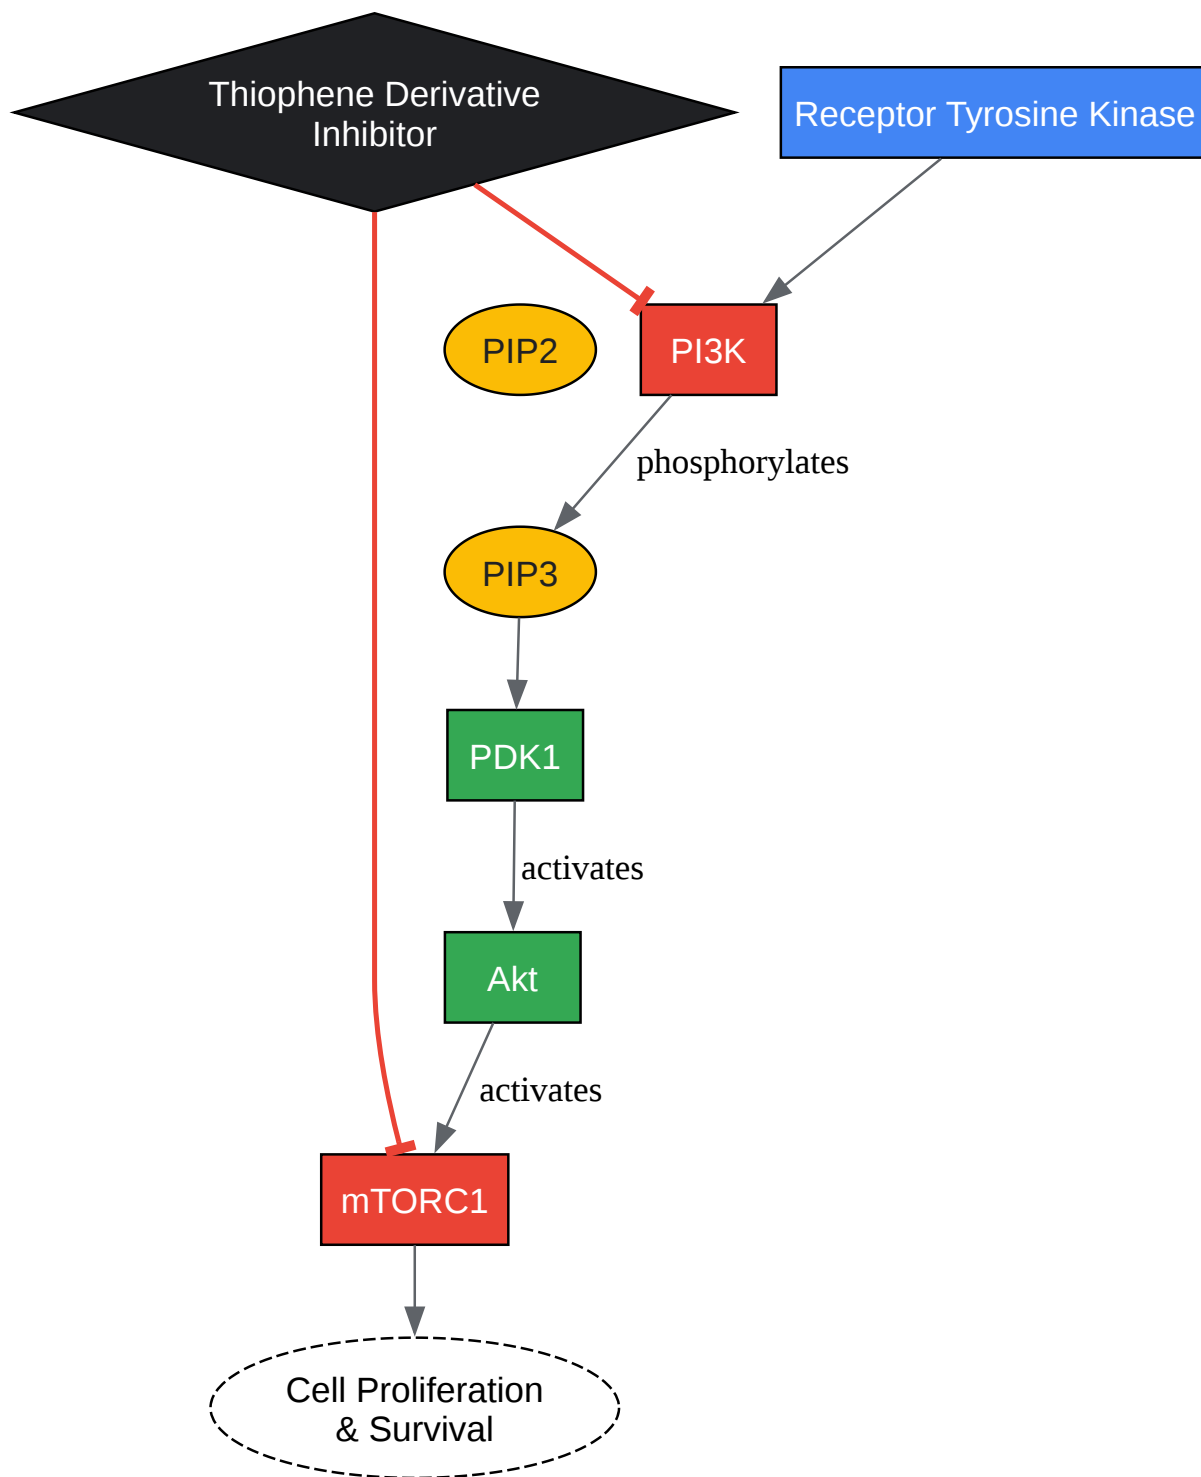 Thiophene Derivative
Inhibitor
Receptor Tyrosine Kinase
PIP2
PI3K
phosphorylates
PIP3
PDK1
activates
Akt
activates
mTORC1
Cell Proliferation
& Survival